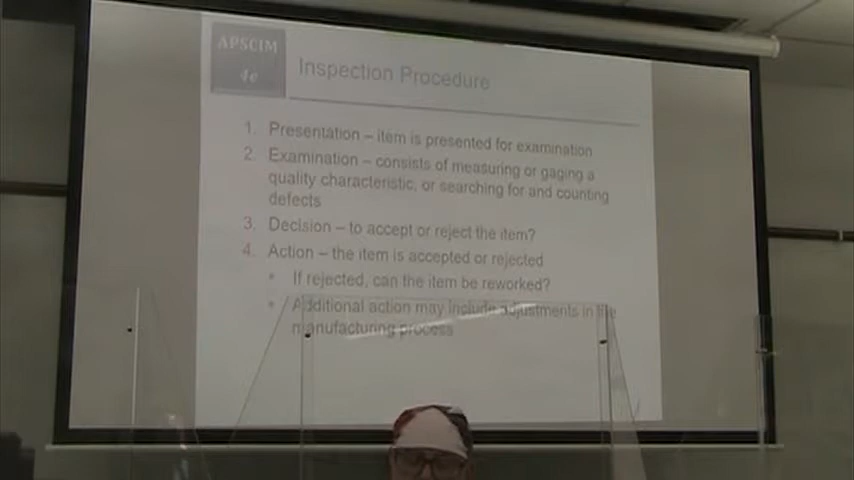 APSCIM
4e
Inspection Procedure
1. Presentation – item is presented for examination
2. Examination – consists of measuring or gaging a
quality characteristic, or searching for and counting
defects
3. Decision – to accept or reject the item?
4. Action – the item is accepted or rejected
• If rejected, can the item be reworked?
• Additional action may include adjustments in the
manufacturing process